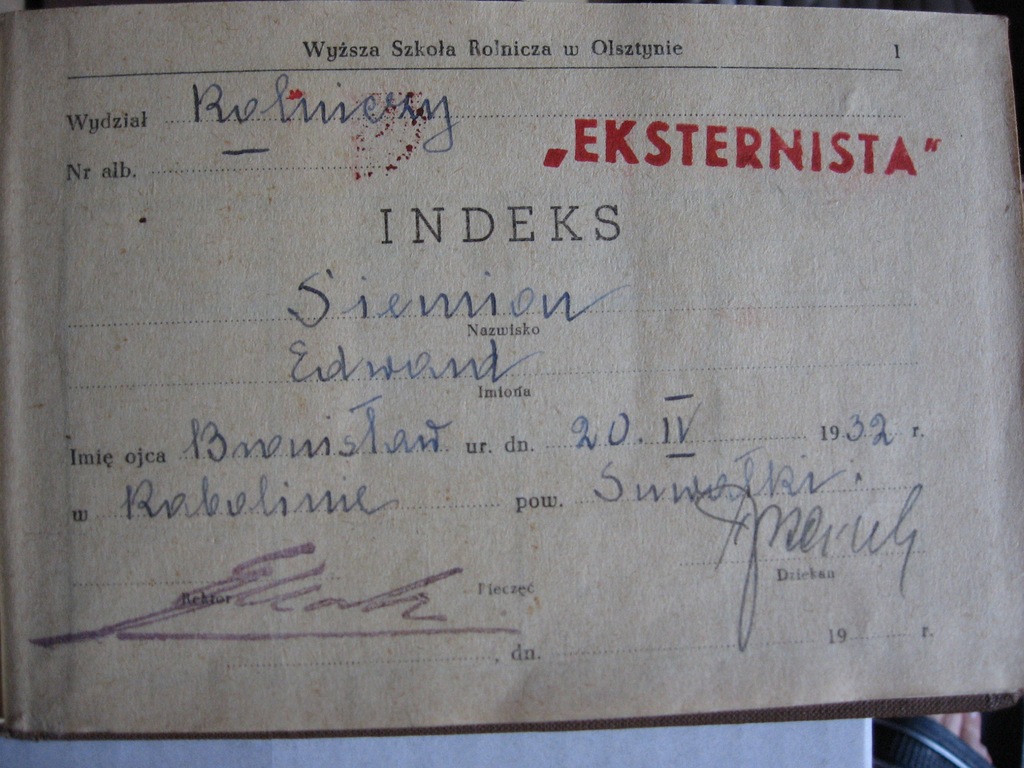 Wyższa Szkoła Rolnicza w Olsztynie 1
Wydział Rolniczy
Nr alb. —
„EKSTERNISTA"
INDEKS
Siemion
Nazwisko
Edward
Imiona
Imię ojca Bronisław ur. dn. 20. IV 1932 r.
w Kabolinie pow. Suwałki.
Rektor Pieczęć Dziekan
, dn. 19 r.